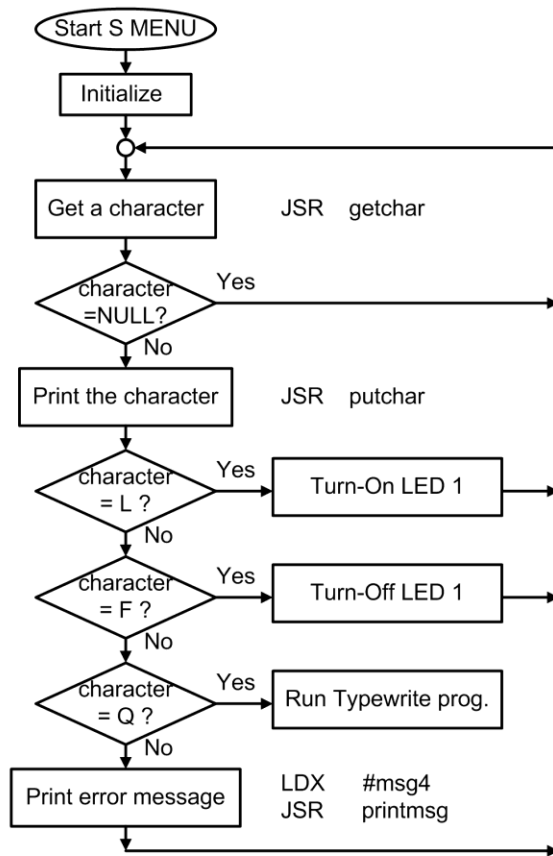 Start S MENU
Initialize
Get a character
JSR getchar
character
=NULL?
Yes
No
Print the character
JSR putchar
character
= L ?
Yes
Turn-On LED 1
No
character
= F ?
Yes
Turn-Off LED 1
No
character
= Q ?
Yes
Run Typewrite prog.
No
Print error message
LDX #msg4
JSR printmsg